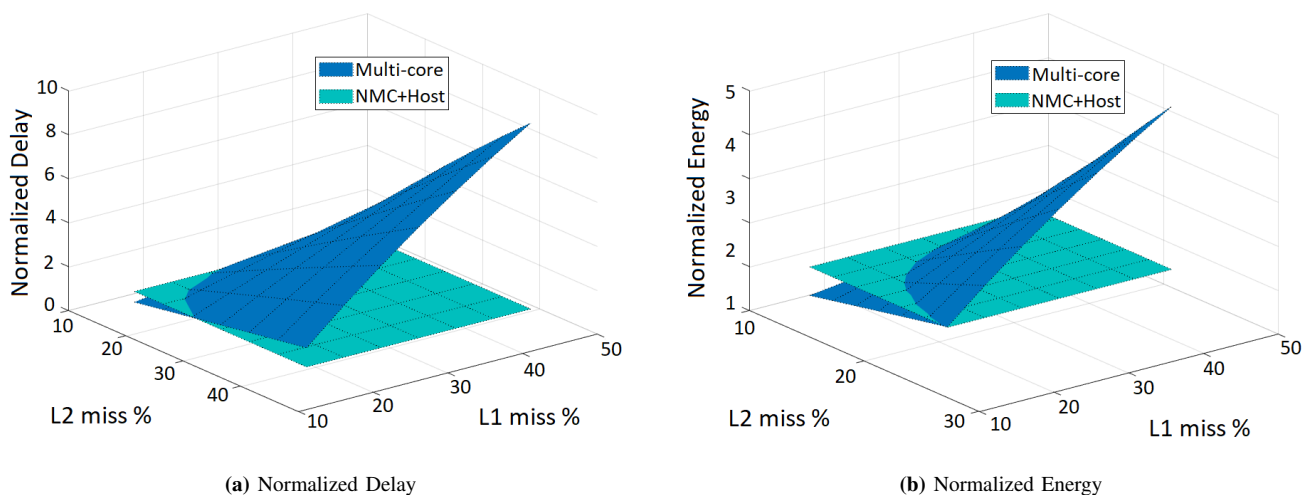 Multi-core
NMC+Host
Normalized Delay
10
8
6
4
2
0
10
20
30
40
L2 miss %
10
20
30
40
50
L1 miss %
(a) Normalized Delay
Multi-core
NMC+Host
Normalized Energy
5
4
3
2
1
10
20
30
L2 miss %
10
20
30
40
50
L1 miss %
(b) Normalized Energy